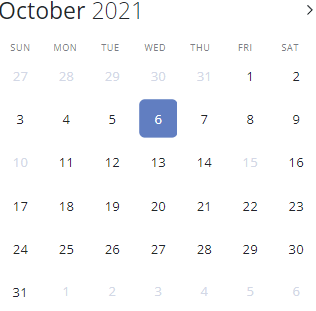 October 2021
SUN MON TUE WED THU FRI SAT
27 28 29 30 31 1 2
3 4 5 6 7 8 9
10 11 12 13 14 15 16
17 18 19 20 21 22 23
24 25 26 27 28 29 30
31 1 2 3 4 5 6